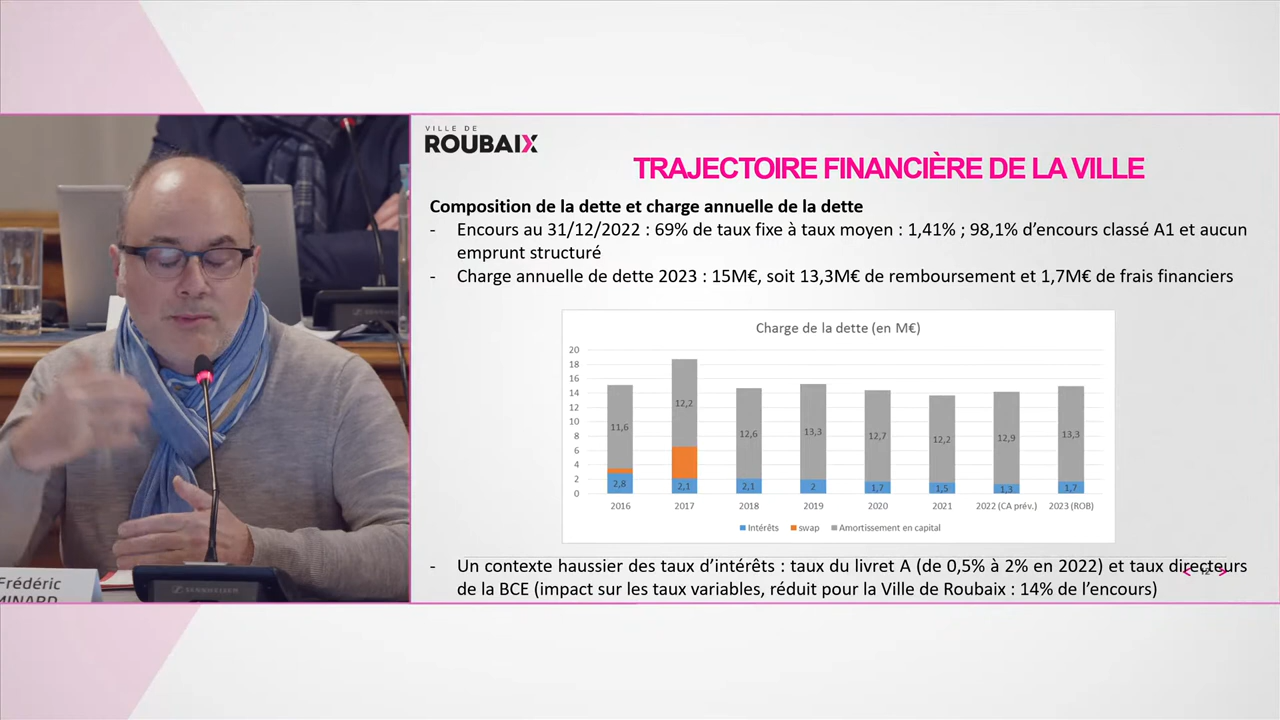 VILLE DE
ROUBAIX
TRAJECTOIRE FINANCIÈRE DE LA VILLE
Composition de la dette et charge annuelle de la dette
- Encours au 31/12/2022 : 69% de taux fixe à taux moyen : 1,41% ; 98,1% d’encours classé A1 et aucun
emprunt structuré
- Charge annuelle de dette 2023 : 15M€, soit 13,3M€ de remboursement et 1,7M€ de frais financiers
Charge de la dette (en M€)
20
18
16
14
12
10
8
6
4
2
0
11,6
12,2
12,6
13,3
12,7
12,2
12,9
13,3
2,8
2,1
2,1
2
1,7
1,5
1,3
1,7
2016
2017
2018
2019
2020
2021
2022 (CA prév.)
2023 (ROB)
Intérêts
swap
Amortissement en capital
- Un contexte haussier des taux d’intérêts : taux du livret A (de 0,5% à 2% en 2022) et taux directeurs
de la BCE (impact sur les taux variables, réduit pour la Ville de Roubaix : 14% de l’encours)
Frédéric
MINARD
SENNHEISER